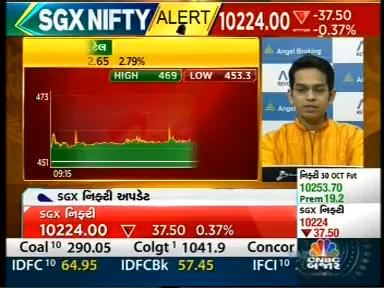 SGX NIFTY ALERT 10224.00 ▼ -37.50
-0.37%
ટેલ
2.65 2.79%
HIGH 469 LOW 453.3
473
451
09:15
Angel Broking
નિફ્ટી 50 OCT Fut
10253.70
Prem 19.2
SGX નિફ્ટી
10224
▼37.50
SGX નિફ્ટી અપડેટ
SGX નિફ્ટી
10224.00 ▼ 37.50 0.37%
Coal 10 290.05 Colgt 1 1041.9 Concor
IDFC 10 64.95 IDFCBk 57.45 IFCI 10
CNBC
બજાર